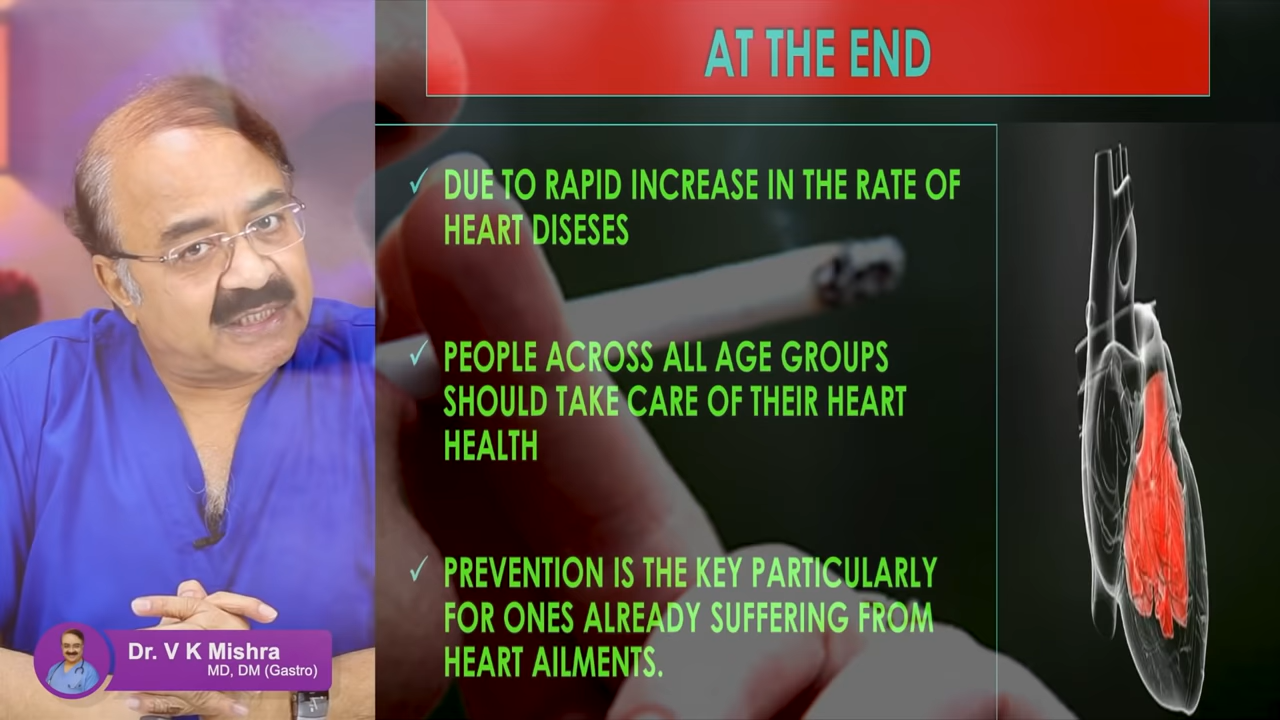 AT THE END
✓ DUE TO RAPID INCREASE IN THE RATE OF
HEART DISESES
✓ PEOPLE ACROSS ALL AGE GROUPS
SHOULD TAKE CARE OF THEIR HEART
HEALTH
✓ PREVENTION IS THE KEY PARTICULARLY
FOR ONES ALREADY SUFFERING FROM
HEART AILMENTS.
Dr. V K Mishra
MD, DM (Gastro)